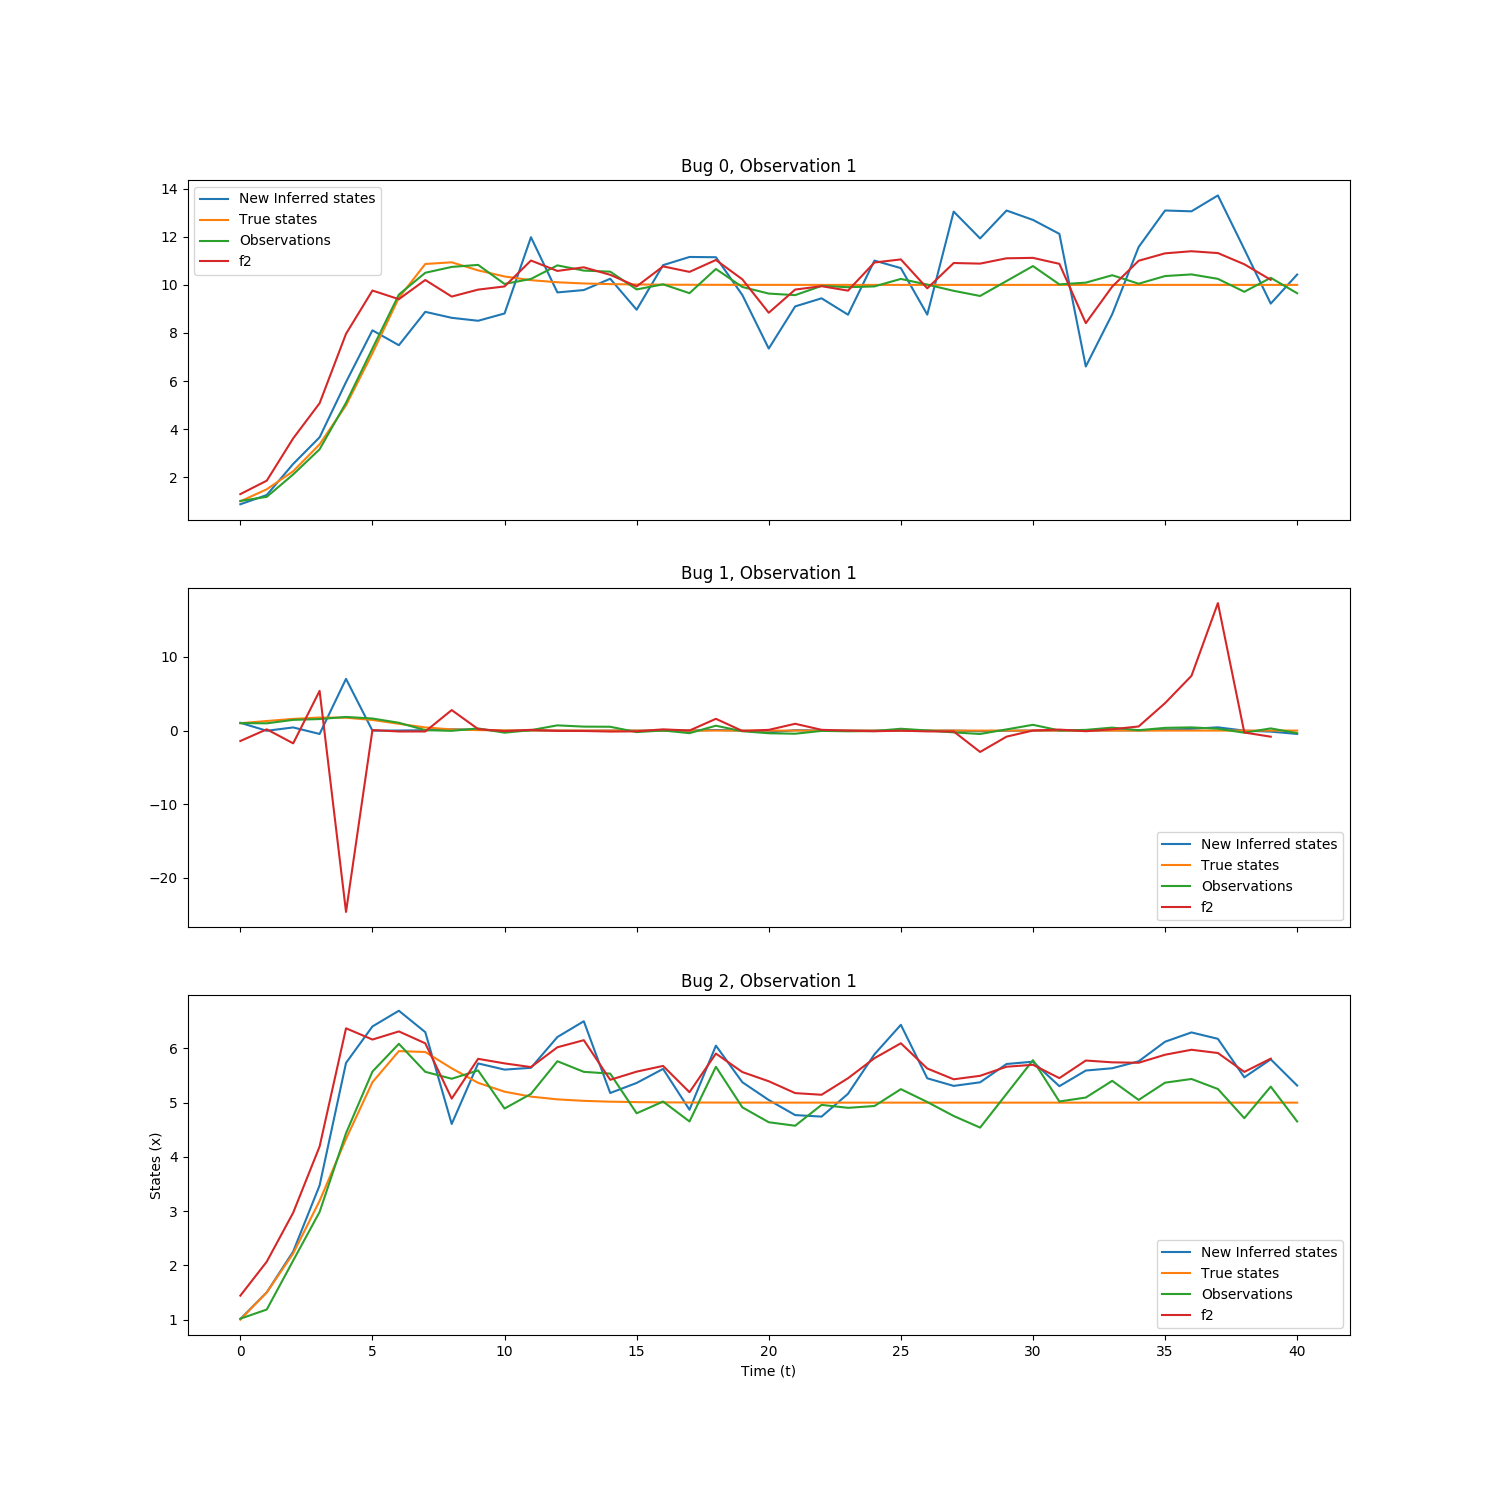 Bug 0, Observation 1
14
12
10
8
6
4
2
New Inferred states
True states
Observations
f2
Bug 1, Observation 1
10
0
−10
−20
New Inferred states
True states
Observations
f2
Bug 2, Observation 1
6
5
4
3
2
1
States (x)
New Inferred states
True states
Observations
f2
0 5 10 15 20 25 30 35 40
Time (t)